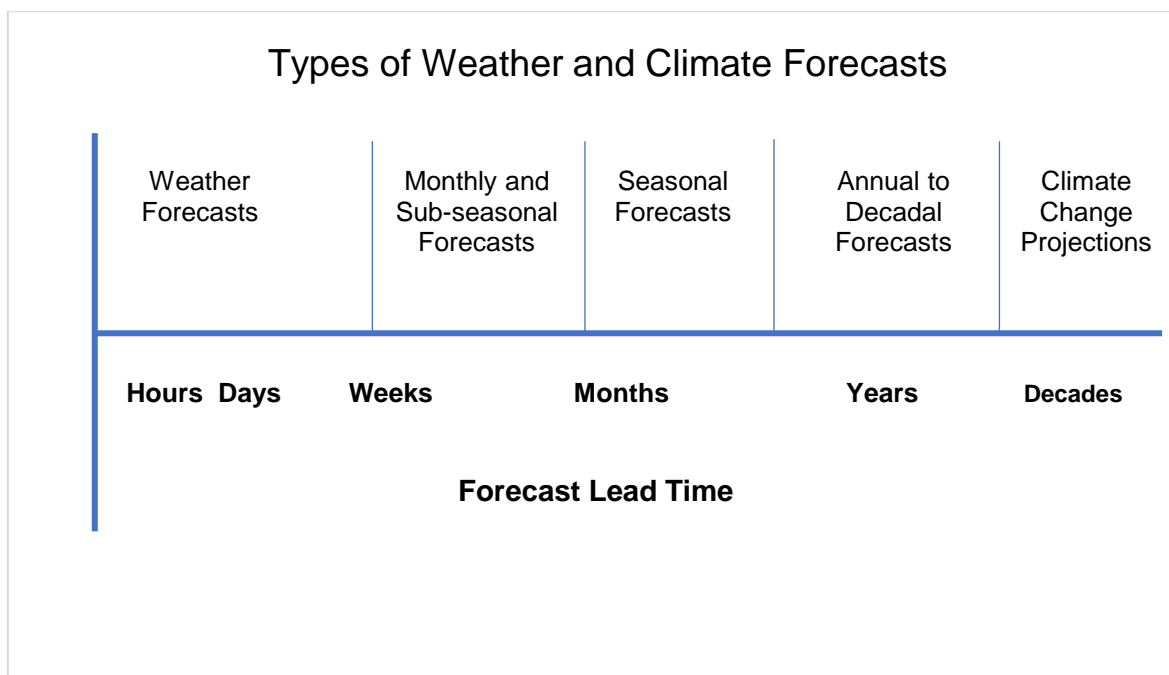 Types of Weather and Climate Forecasts
Weather
Forecasts
Monthly and
Sub-seasonal
Forecasts
Seasonal
Forecasts
Annual to
Decadal
Forecasts
Climate
Change
Projections
Hours Days Weeks Months Years Decades
Forecast Lead Time